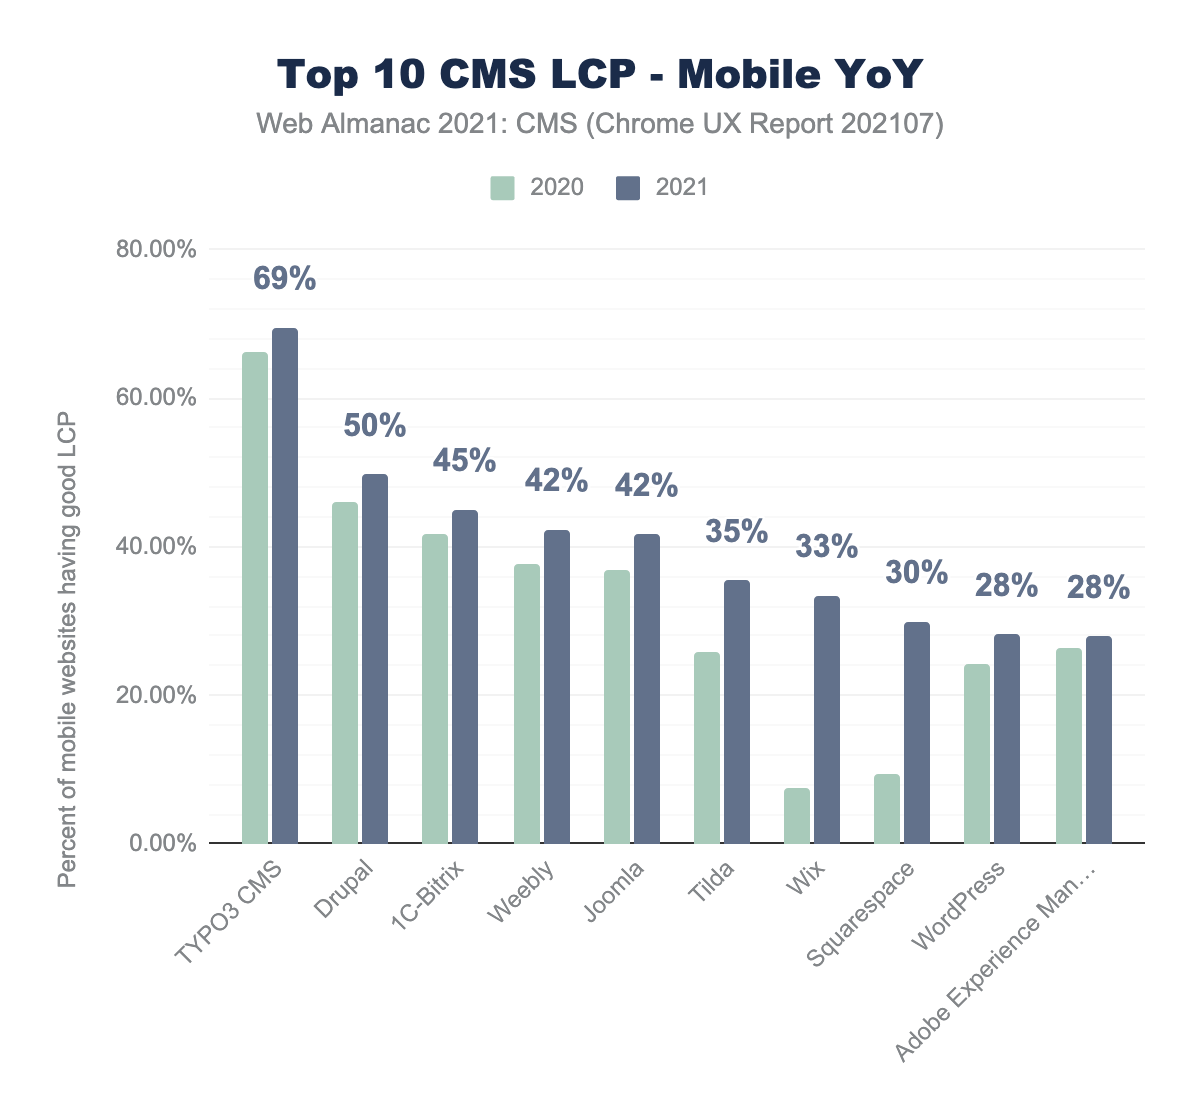 Top 10 CMS LCP - Mobile YoY
Web Almanac 2021: CMS (Chrome UX Report 202107)
2020 2021
Percent of mobile websites having good LCP
80.00%
60.00%
40.00%
20.00%
0.00%
69%
50%
45%
42%
42%
35%
33%
30%
28%
28%
TYPO3 CMS
Drupal
1C-Bitrix
Weebly
Joomla
Tilda
Wix
Squarespace
WordPress
Adobe Experience Man…